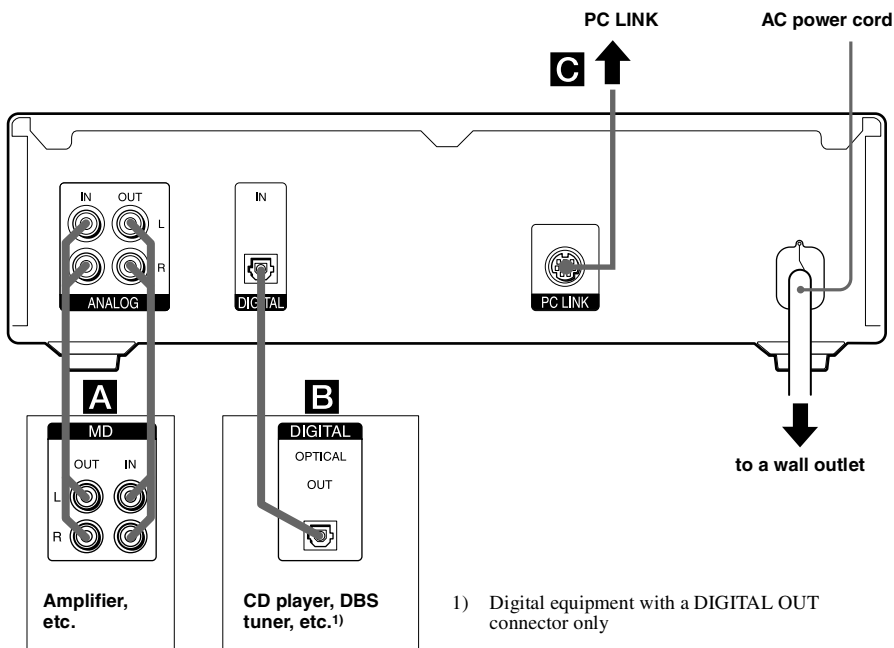 PC LINK
AC power cord
C
IN OUT
L
R
ANALOG
IN
DIGITAL
PC LINK
A
MD
OUT IN
L
R
Amplifier,
etc.
B
DIGITAL
OPTICAL
OUT
CD player, DBS
tuner, etc.1)
to a wall outlet
1) Digital equipment with a DIGITAL OUT
connector only